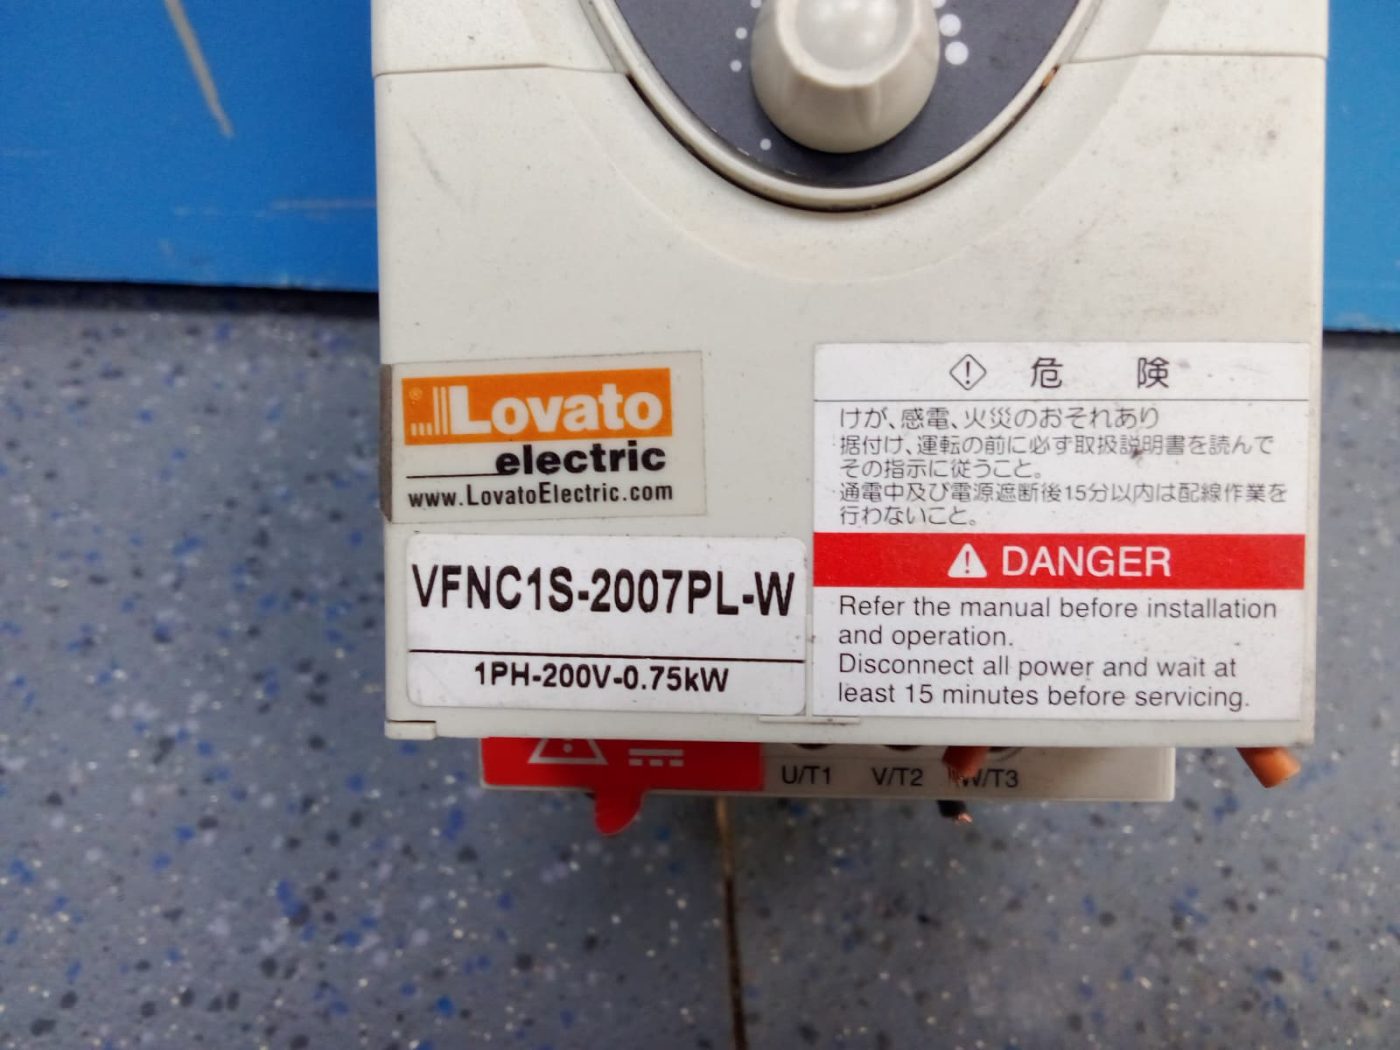 Lovato
electric
www.LovatoElectric.com
VFNC1S-2007PL-W
1PH-200V-0.75kW
危 険
けが、感電、火災のおそれあり
据付け、運転の前に必ず取扱説明書を読んで
その指示に従うこと。
通電中及び電源遮断後15分以内は配線作業を
行わないこと。
DANGER
Refer the manual before installation
and operation.
Disconnect all power and wait at
least 15 minutes before servicing.
U/T1 V/T2 W/T3